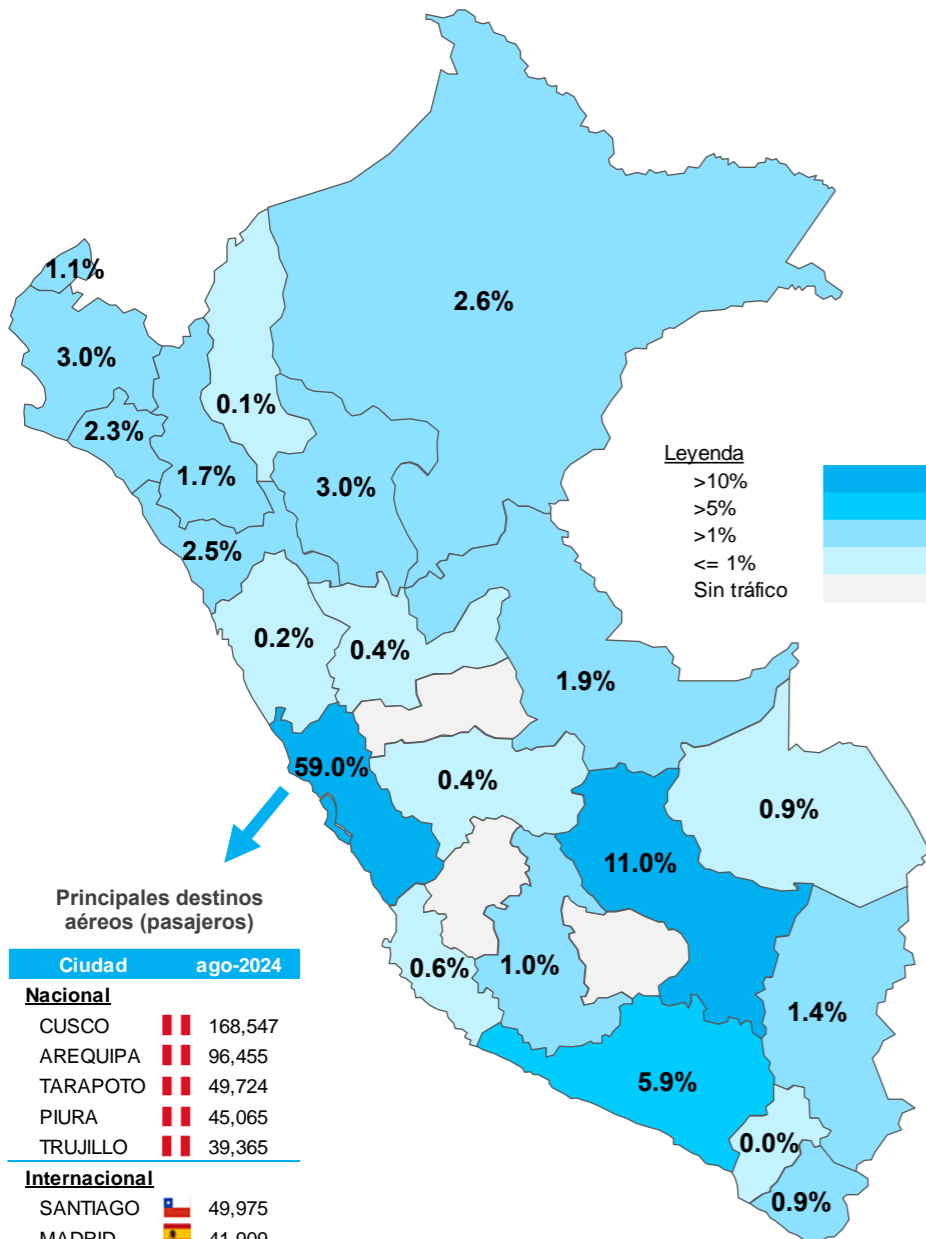 1.1%
2.6%
3.0%
0.1%
2.3%
1.7%
3.0%
Leyenda
>10%
>5%
>1%
<= 1%
Sin tráfico
2.5%
0.2%
0.4%
1.9%
59.0%
0.4%
0.9%
11.0%
Principales destinos
aéreos (pasajeros)
Ciudad ago-2024
0.6%
1.0%
1.4%
Nacional
CUSCO 168,547
AREQUIPA 96,455
TARAPOTO 49,724
PIURA 45,065
TRUJILLO 39,365
5.9%
0.0%
0.9%
Internacional
SANTIAGO 49,975
MADRID 41,909